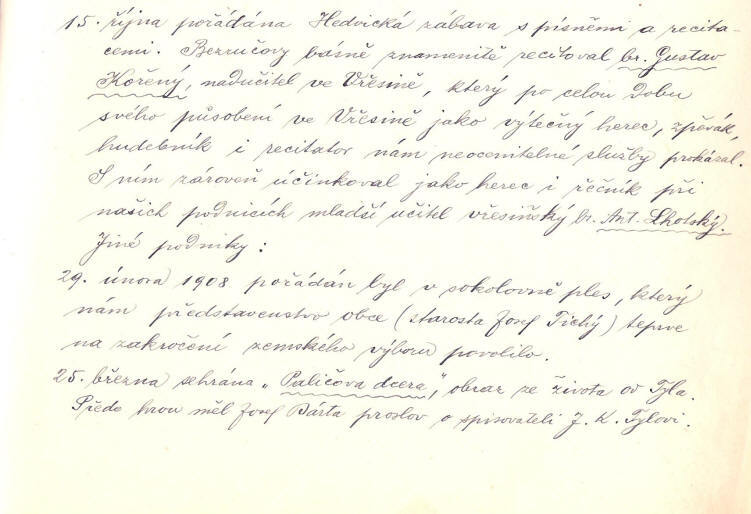 15. října pořádána Hedvická zábava s písněmi a recita-
cemi. Bezručovy básně znamenitě recitoval br. Gustav
Kořený, nadučitel ve Vřesině, který po celou dobu
svého působení ve Vřesině jako výtečný herec, zpěvák,
hudebník i recitator nám neocenitelné služby prokázal.
S ním zároveň účinkoval jako herec i řečník při
našich podnicích mladší učitel vřesiňský br. Ant. Lhotský.
Jiné podniky:
29. února 1908 pořádán byl v sokolovně ples, který
nám představenstvo obce (starosta Josef Tichý) teprve
na zakročení zemského výboru povolilo.
25. března sehrána „Paličova dcera", obraz ze života od Tyla.
Přede hrou měl Josef Bárta proslov o spisovateli J. K. Tylovi.